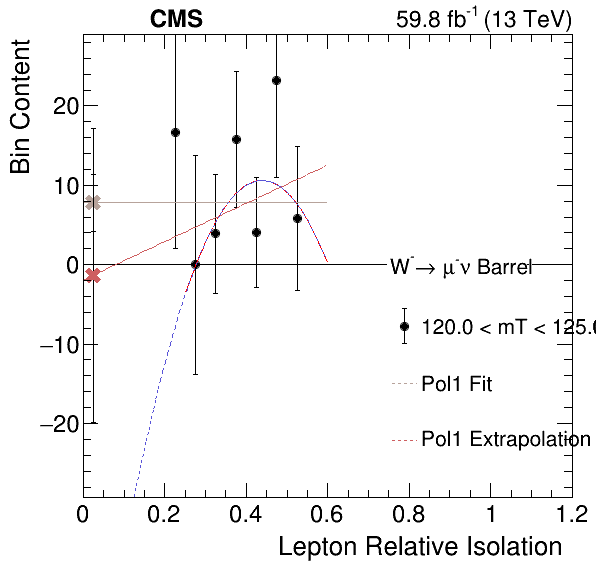 CMS 59.8 fb⁻¹ (13 TeV)
Bin Content
20
10
0
−10
−20
W⁻→ μ⁻ν Barrel
120.0 < mT < 125.0
Pol1 Fit
Pol1 Extrapolation
0 0.2 0.4 0.6 0.8 1 1.2
Lepton Relative Isolation